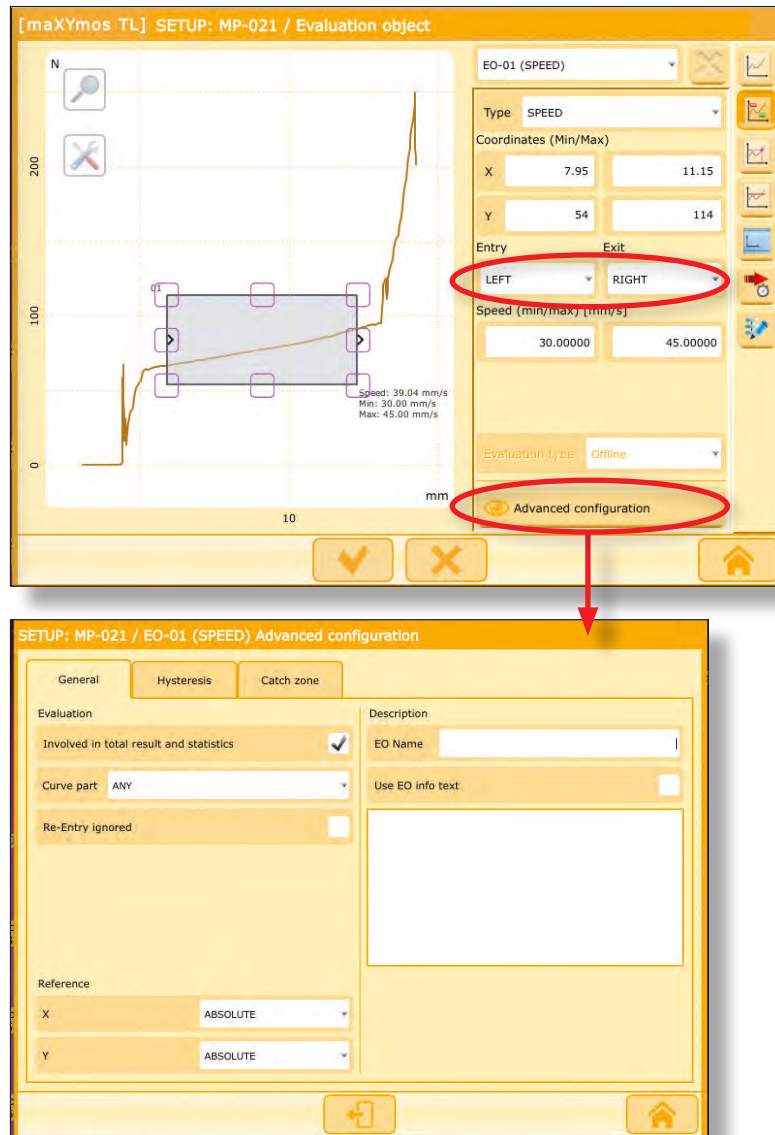 [maXYmos TL] SETUP: MP-021 / Evaluation object
N
200
100
0
10
mm
01
Speed: 39.04 mm/s
Min: 30.00 mm/s
Max: 45.00 mm/s
EO-01 (SPEED)
Type SPEED
Coordinates (Min/Max)
X 7.95 11.15
Y 54 114
Entry Exit
LEFT RIGHT
Speed (min/max) [mm/s]
30.00000 45.00000
Evaluation type Offline
Advanced configuration
SETUP: MP-021 / EO-01 (SPEED) Advanced configuration
General Hysteresis Catch zone
Evaluation
Involved in total result and statistics
Curve part ANY
Re-Entry ignored
Reference
X ABSOLUTE
Y ABSOLUTE
Description
EO Name
Use EO info text